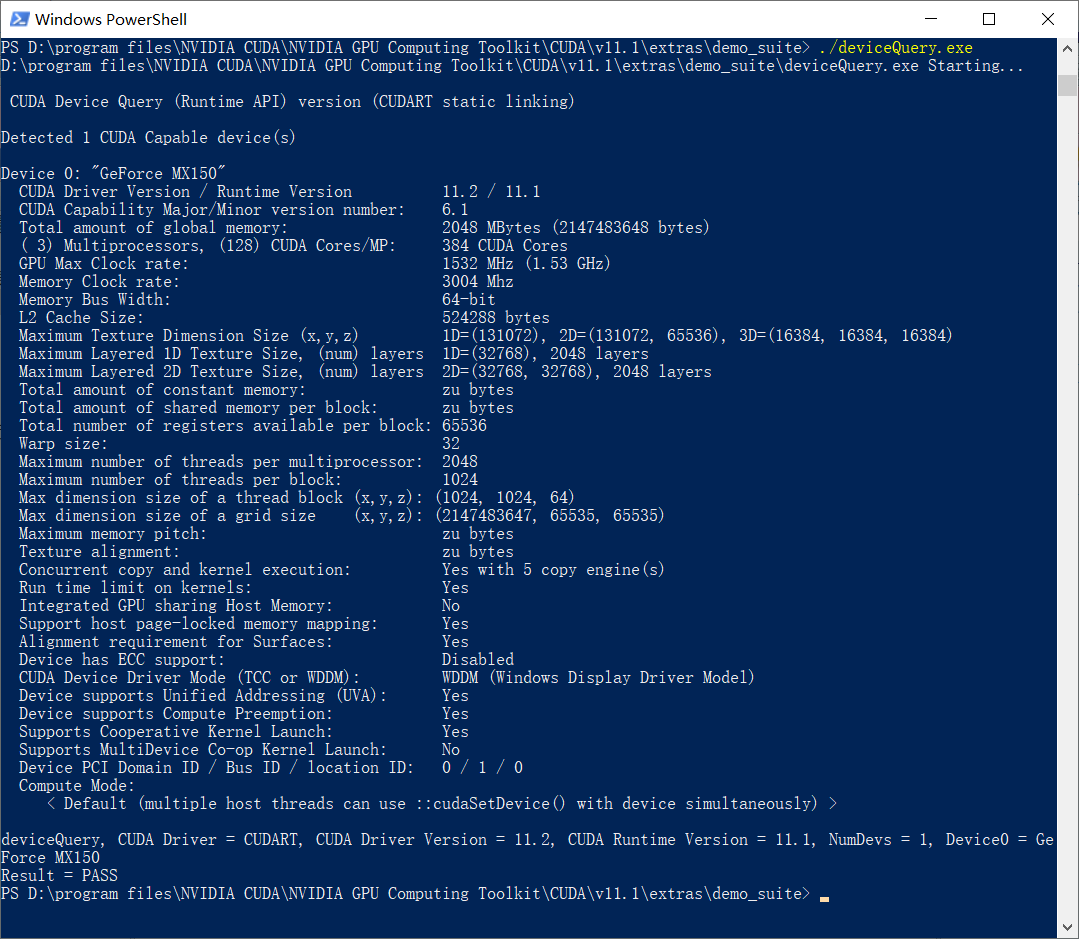 Windows PowerShell
PS D:\program files\NVIDIA CUDA\NVIDIA GPU Computing Toolkit\CUDA\v11.1\extras\demo_suite> ./deviceQuery.exe
D:\program files\NVIDIA CUDA\NVIDIA GPU Computing Toolkit\CUDA\v11.1\extras\demo_suite\deviceQuery.exe Starting...
CUDA Device Query (Runtime API) version (CUDART static linking)
Detected 1 CUDA Capable device(s)
Device 0: "GeForce MX150"
CUDA Driver Version / Runtime Version 11.2 / 11.1
CUDA Capability Major/Minor version number: 6.1
Total amount of global memory: 2048 MBytes (2147483648 bytes)
( 3) Multiprocessors, (128) CUDA Cores/MP: 384 CUDA Cores
GPU Max Clock rate: 1532 MHz (1.53 GHz)
Memory Clock rate: 3004 Mhz
Memory Bus Width: 64-bit
L2 Cache Size: 524288 bytes
Maximum Texture Dimension Size (x,y,z) 1D=(131072), 2D=(131072, 65536), 3D=(16384, 16384, 16384)
Maximum Layered 1D Texture Size, (num) layers 1D=(32768), 2048 layers
Maximum Layered 2D Texture Size, (num) layers 2D=(32768, 32768), 2048 layers
Total amount of constant memory: zu bytes
Total amount of shared memory per block: zu bytes
Total number of registers available per block: 65536
Warp size: 32
Maximum number of threads per multiprocessor: 2048
Maximum number of threads per block: 1024
Max dimension size of a thread block (x,y,z): (1024, 1024, 64)
Max dimension size of a grid size (x,y,z): (2147483647, 65535, 65535)
Maximum memory pitch: zu bytes
Texture alignment: zu bytes
Concurrent copy and kernel execution: Yes with 5 copy engine(s)
Run time limit on kernels: Yes
Integrated GPU sharing Host Memory: No
Support host page-locked memory mapping: Yes
Alignment requirement for Surfaces: Yes
Device has ECC support: Disabled
CUDA Device Driver Mode (TCC or WDDM): WDDM (Windows Display Driver Model)
Device supports Unified Addressing (UVA): Yes
Device supports Compute Preemption: Yes
Supports Cooperative Kernel Launch: Yes
Supports MultiDevice Co-op Kernel Launch: No
Device PCI Domain ID / Bus ID / location ID: 0 / 1 / 0
Compute Mode:
< Default (multiple host threads can use ::cudaSetDevice() with device simultaneously) >
deviceQuery, CUDA Driver = CUDART, CUDA Driver Version = 11.2, CUDA Runtime Version = 11.1, NumDevs = 1, Device0 = Ge
Force MX150
Result = PASS
PS D:\program files\NVIDIA CUDA\NVIDIA GPU Computing Toolkit\CUDA\v11.1\extras\demo_suite>